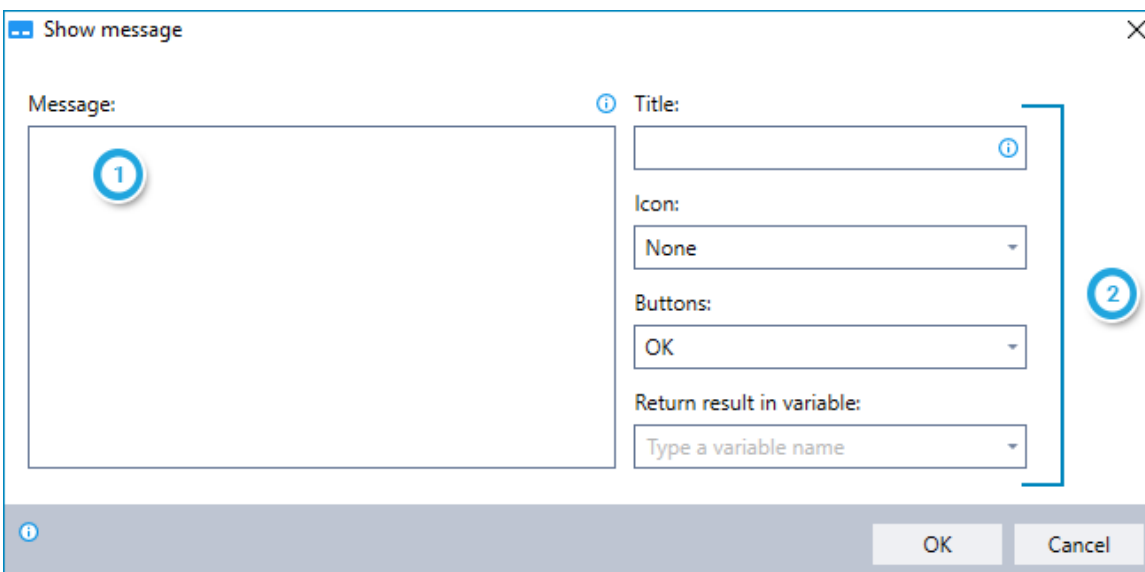 Show message
Message:
Title:
1
Icon:
None
2
Buttons:
OK
Return result in variable:
Type a variable name
OK
Cancel